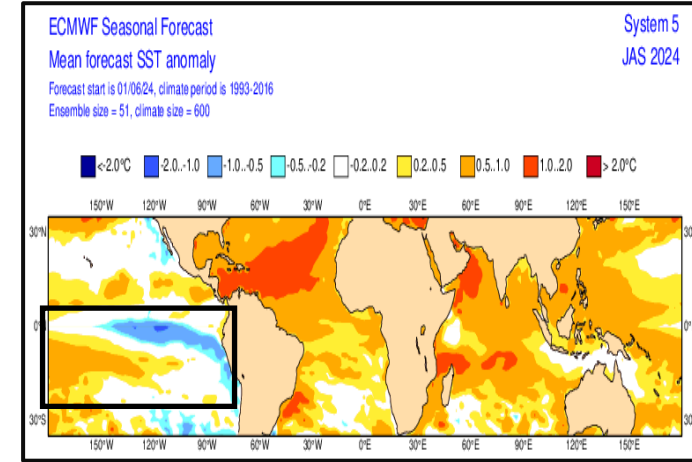 ECMWF Seasonal Forecast System 5
Mean forecast SST anomaly JAS 2024
Forecast start is 01/06/24, climate period is 1993-2016
Ensemble size = 51, climate size = 600
<-2.0°C -2.0..-1.0 -1.0..-0.5 -0.5..-0.2 -0.2..0.2 0.2..0.5 0.5..1.0 1.0..2.0 > 2.0°C
150°W 120°W 90°W 60°W 30°W 0°E 30°E 60°E 90°E 120°E 150°E
30°N 30
0°N 0°
30°S 30
150°W 120°W 90°W 60°W 30°W 0°E 30°E 60°E 90°E 120°E 150°E